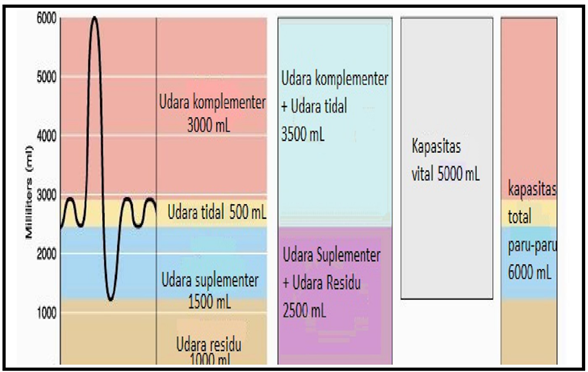 6000
5000
4000
3000
2000
1000
Milliliters (ml)
Udara komplementer
3000 mL
Udara tidal 500 mL
Udara suplementer
1500 mL
Udara residu
1000 mL
Udara komplementer
+ Udara tidal
3500 mL
Udara Suplementer
+ Udara Residu
2500 mL
Kapasitas
vital 5000 mL
kapasitas
total
paru-paru
6000 mL